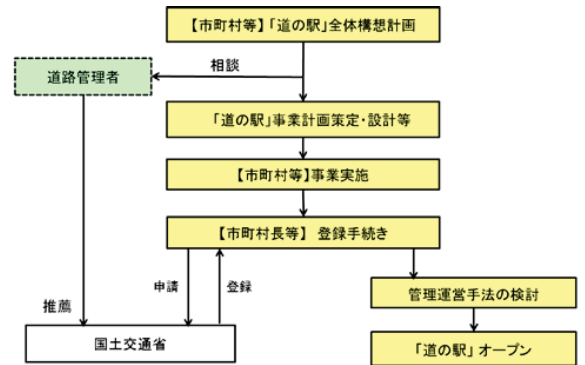 【市町村等】「道の駅」全体構想計画
相談
道路管理者
「道の駅」事業計画策定・設計等
【市町村等】事業実施
【市町村長等】 登録手続き
申請
登録
推薦
管理運営手法の検討
国土交通省
「道の駅」オープン